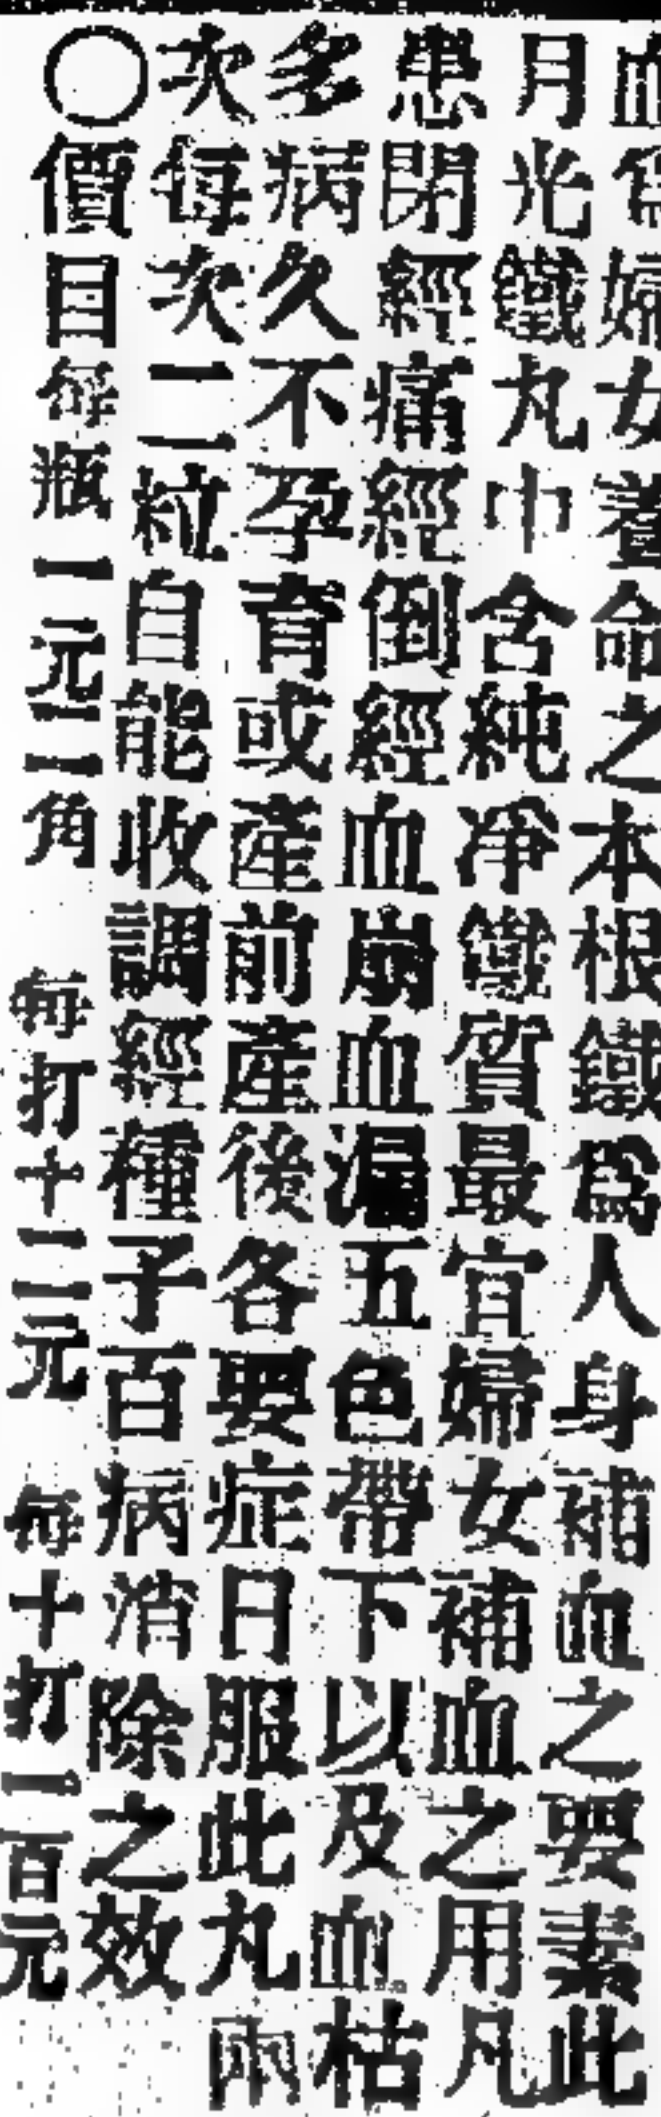 血爲婦女養命之本根鐵爲人身補血之要素此
月光鐵丸巾含純淨鐵質最宜婦女補血之用凡
患閉經痛經倒經血崩血漏五色帶下以及血枯
多病久不孕育或產前產後各要症日服此丸兩
次每次二粒自能收調經種子百病消除之效
〇價目每瓶一元二角 每打十二元 每十打一百元